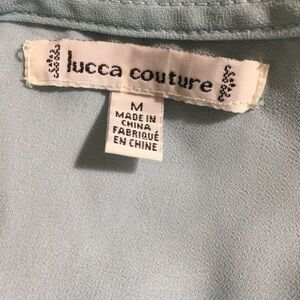 lucca couture
M
MADE IN
CHINA
FABRIQUÉ
EN CHINE